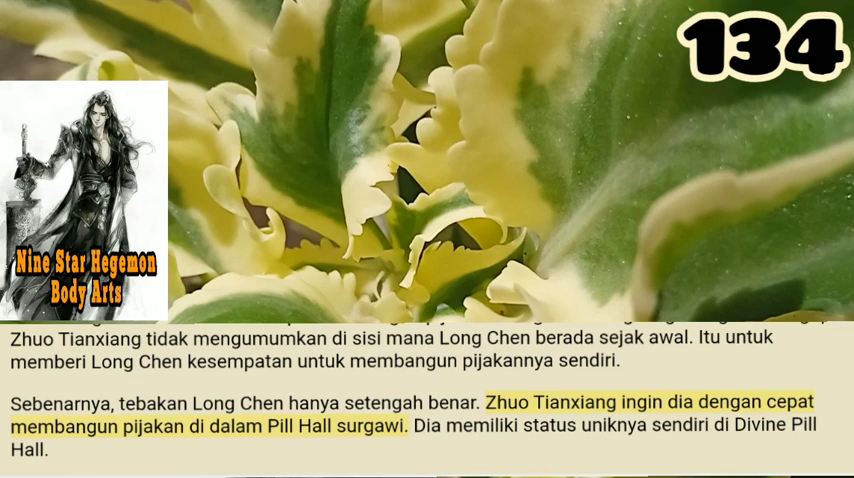 134
Nine Star Hegemon
Body Arts
Zhuo Tianxiang tidak mengumumkan di sisi mana Long Chen berada sejak awal. Itu untuk
memberi Long Chen kesempatan untuk membangun pijakannya sendiri.
Sebenarnya, tebakan Long Chen hanya setengah benar. Zhuo Tianxiang ingin dia dengan cepat
membangun pijakan di dalam Pill Hall surgawi. Dia memiliki status uniknya sendiri di Divine Pill
Hall.